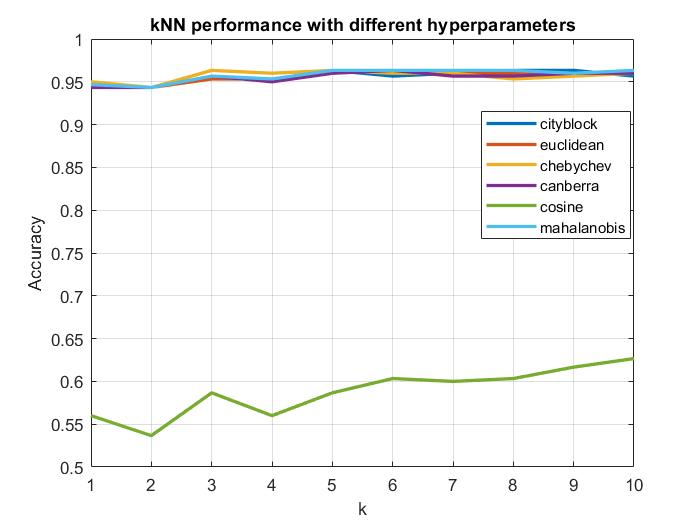 kNN performance with different hyperparameters
1
0.95
0.9
0.85
0.8
0.75
0.7
0.65
0.6
0.55
0.5
Accuracy
cityblock
euclidean
chebychev
canberra
cosine
mahalanobis
1 2 3 4 5 6 7 8 9 10
k